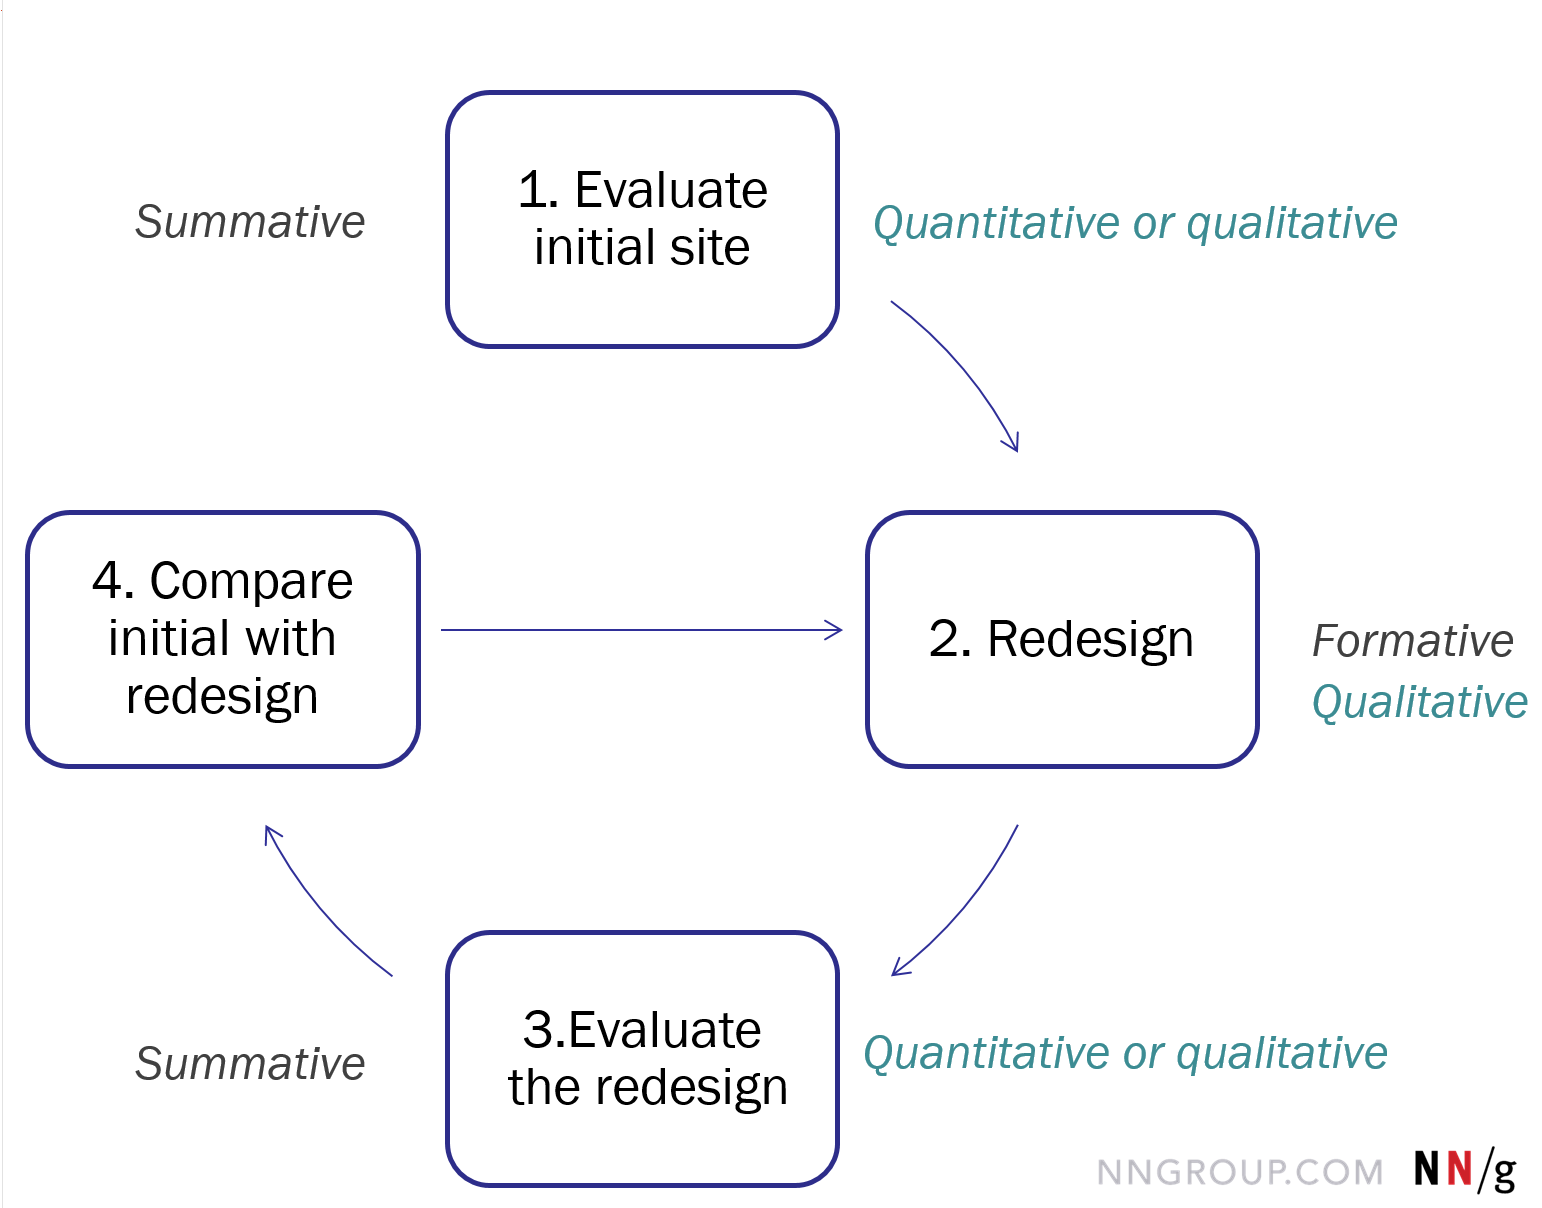 1. Evaluate
initial site
Summative
Quantitative or qualitative
4. Compare
initial with
redesign
2. Redesign
Formative
Qualitative
3.Evaluate
the redesign
Summative
Quantitative or qualitative
NNGROUP.COM NN/g